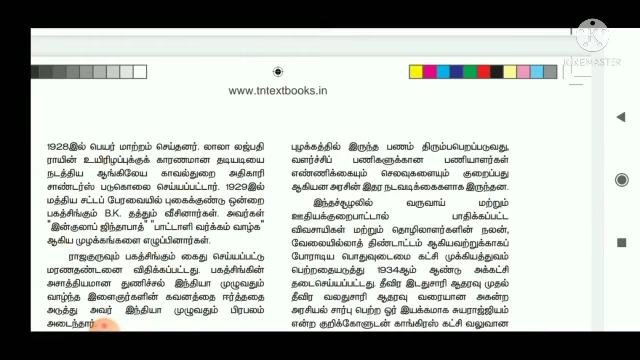 KINEMASTER
www.tntextbooks.in
1928இல் பெயர் மாற்றம் செய்தனர். லாலா லஜபதி
ராயின் உயிரிழப்புக்குக் காரணமான தடியடியை
நடத்திய ஆங்கிலேய காவல்துறை அதிகாரி
சாண்டர்ஸ் படுகொலை செய்யப்பட்டார். 1929இல்
மத்திய சட்டப் பேரவையில் புகைக்குண்டு ஒன்றை
பகத்சிங்கும் B.K. தத்தும் வீசினார்கள். அவர்கள்
"இன்குலாப் ஜிந்தாபாத்" "பாட்டாளி வர்க்கம் வாழ்க"
ஆகிய முழக்கங்களை எழுப்பினார்கள்.
ராஜகுருவும் பகத்சிங்கும் கைது செய்யப்பட்டு
மரணதண்டனை விதிக்கப்பட்டது. பகத்சிங்கின்
அசாத்தியமான துணிச்சல் இந்தியா முழுவதும்
வாழ்ந்த இளைஞர்களின் கவனத்தை ஈர்த்ததை
அடுத்து அவர் இந்தியா முழுவதும் பிரபலம்
அடைந்தார்.
புழக்கத்தில் இருந்த பணம் திரும்பபெறப்படுவது,
வளர்ச்சிப் பணிகளுக்கான பணியாளர்கள்
எண்ணிக்கையும் செலவுகளையும் குறைப்பது
ஆகியன அரசின் இதர நடவடிக்கைகளாக இருந்தன.
இந்தச்சூழலில் வருவாய் மற்றும்
ஊதியக்குறைபாட்டால் பாதிக்கப்பட்ட
விவசாயிகள் மற்றும் தொழிலாளர்களின் நலன்,
வேலையில்லாத் திண்டாட்டம் ஆகியவற்றுக்காகப்
போராடிய பொதுவுடைமை கட்சி முக்கியத்துவம்
பெற்றதையடுத்து 1934ஆம் ஆண்டு அக்கட்சி
தடைசெய்யப்பட்டது. தீவிர இடதுசாரி ஆதரவு முதல்
தீவிர வலதுசாரி ஆதரவு வரையான அகன்ற
அரசியல் சார்பு பெற்ற ஓர் இயக்கமாக சுயராஜ்ஜியம்
என்ற குறிக்கோளுடன் காங்கிரஸ் கட்சி வலுவான